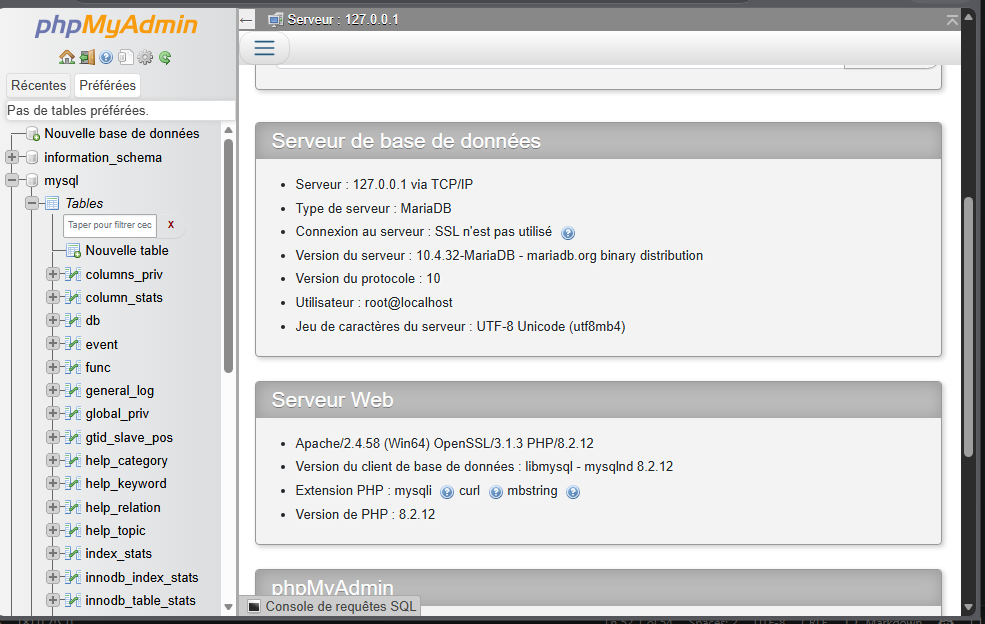 phpMyAdmin
Récentes Préférées
Pas de tables préférées.
Nouvelle base de données
information_schema
mysql
Tables
Taper pour filtrer cec X
Nouvelle table
columns_priv
column_stats
db
event
func
general_log
global_priv
gtid_slave_pos
help_category
help_keyword
help_relation
help_topic
index_stats
innodb_index_stats
innodb_table_stats
Serveur : 127.0.0.1
Serveur de base de données
Serveur : 127.0.0.1 via TCP/IP
Type de serveur : MariaDB
Connexion au serveur : SSL n'est pas utilisé
Version du serveur : 10.4.32-MariaDB - mariadb.org binary distribution
Version du protocole : 10
Utilisateur : root@localhost
Jeu de caractères du serveur : UTF-8 Unicode (utf8mb4)
Serveur Web
Apache/2.4.58 (Win64) OpenSSL/3.1.3 PHP/8.2.12
Version du client de base de données : libmysql - mysqlnd 8.2.12
Extension PHP : mysqli curl mbstring
Version de PHP : 8.2.12
phpMyAdmin
Console de requêtes SQL